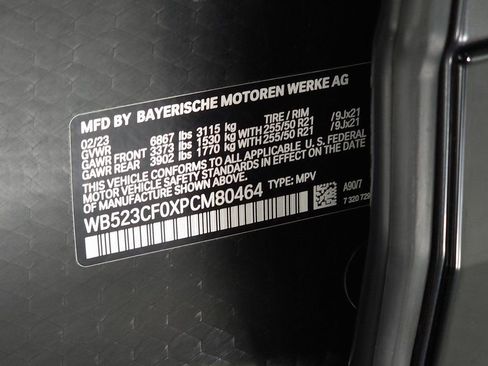 MFD BY BAYERISCHE MOTOREN WERKE AG
02/23 TIRE / RIM
GVWR 6867 lbs 3115 kg
GAWR FRONT 3373 lbs 1530 kg WITH 255/50 R21 /9Jx21
GAWR REAR 3902 lbs 1770 kg WITH 255/50 R21 /9Jx21
THIS VEHICLE CONFORMS TO ALL APPLICABLE U.S. FEDERAL
MOTOR VEHICLE SAFETY STANDARDS IN EFFECT ON THE DATE
OF MANUFACTURE SHOWN ABOVE.
WB523CF0XPCM80464 TYPE: MPV
A90/7
7 320 729